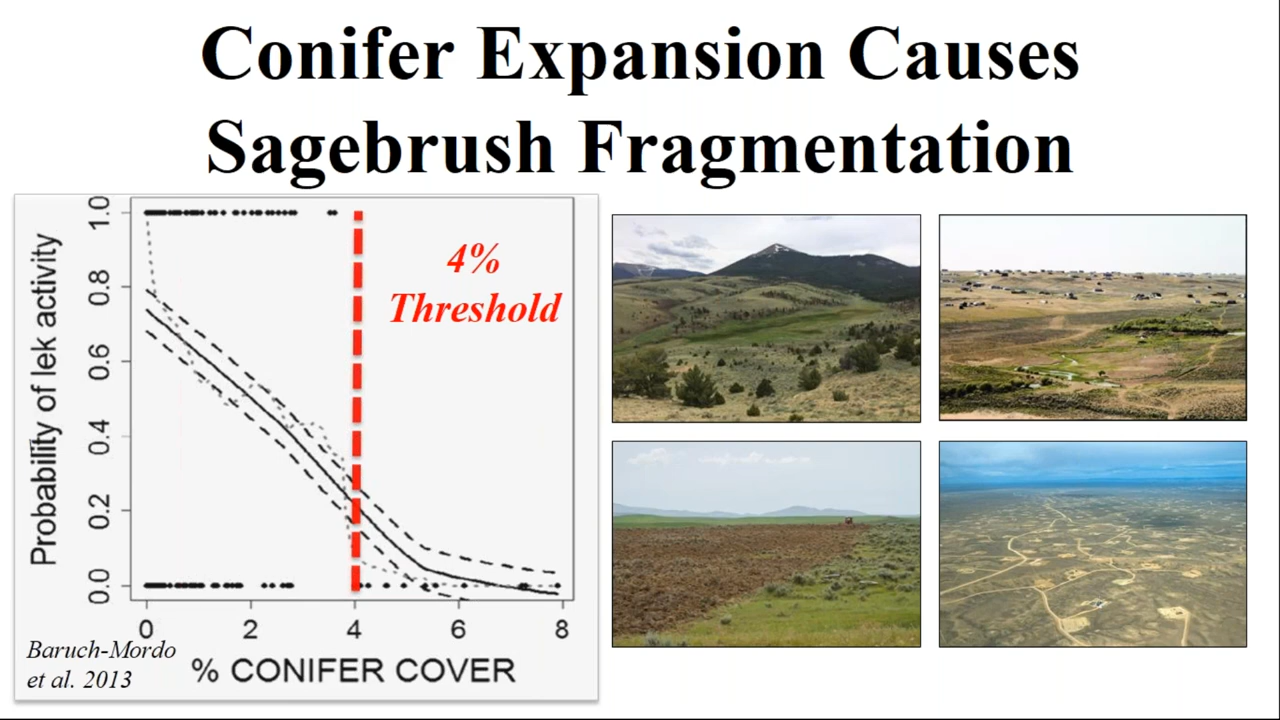 Conifer Expansion Causes
Sagebrush Fragmentation
Probability of lek activity
1.0
0.8
0.6
0.4
0.2
0.0
4%
Threshold
0 2 4 6 8
% CONIFER COVER
Baruch-Mordo
et al. 2013